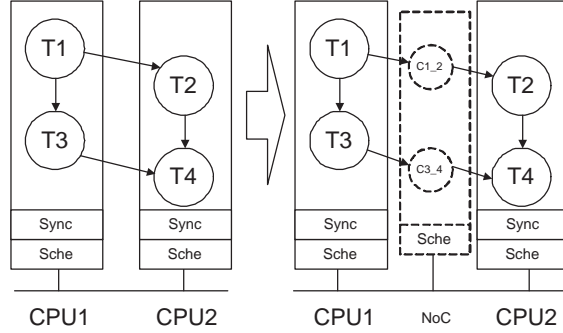 T1
T2
T3
T4
Sync
Sche
Sync
Sche
CPU1
CPU2
T1
C1_2
T2
T3
C3_4
T4
Sync
Sche
Sche
Sync
Sche
CPU1
NoC
CPU2